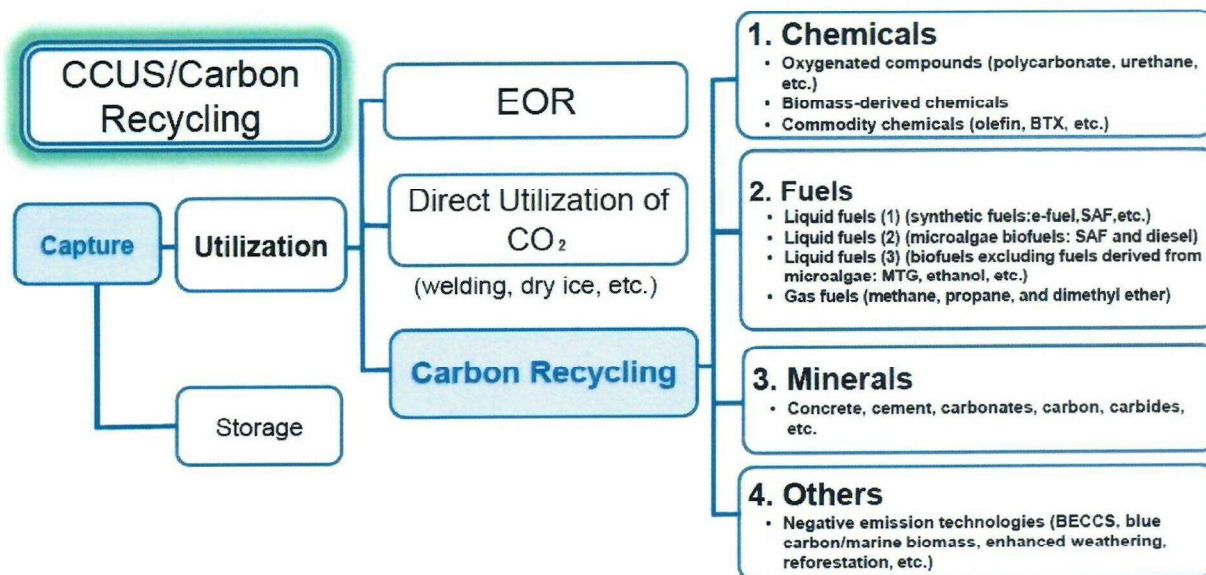 CCUS/Carbon
Recycling
Capture
Utilization
Storage
EOR
Direct Utilization of
CO₂
(welding, dry ice, etc.)
Carbon Recycling
1. Chemicals
• Oxygenated compounds (polycarbonate, urethane,
etc.)
• Biomass-derived chemicals
• Commodity chemicals (olefin, BTX, etc.)
2. Fuels
• Liquid fuels (1) (synthetic fuels:e-fuel,SAF,etc.)
• Liquid fuels (2) (microalgae biofuels: SAF and diesel)
• Liquid fuels (3) (biofuels excluding fuels derived from
microalgae: MTG, ethanol, etc.)
• Gas fuels (methane, propane, and dimethyl ether)
3. Minerals
• Concrete, cement, carbonates, carbon, carbides,
etc.
4. Others
• Negative emission technologies (BECCS, blue
carbon/marine biomass, enhanced weathering,
reforestation, etc.)